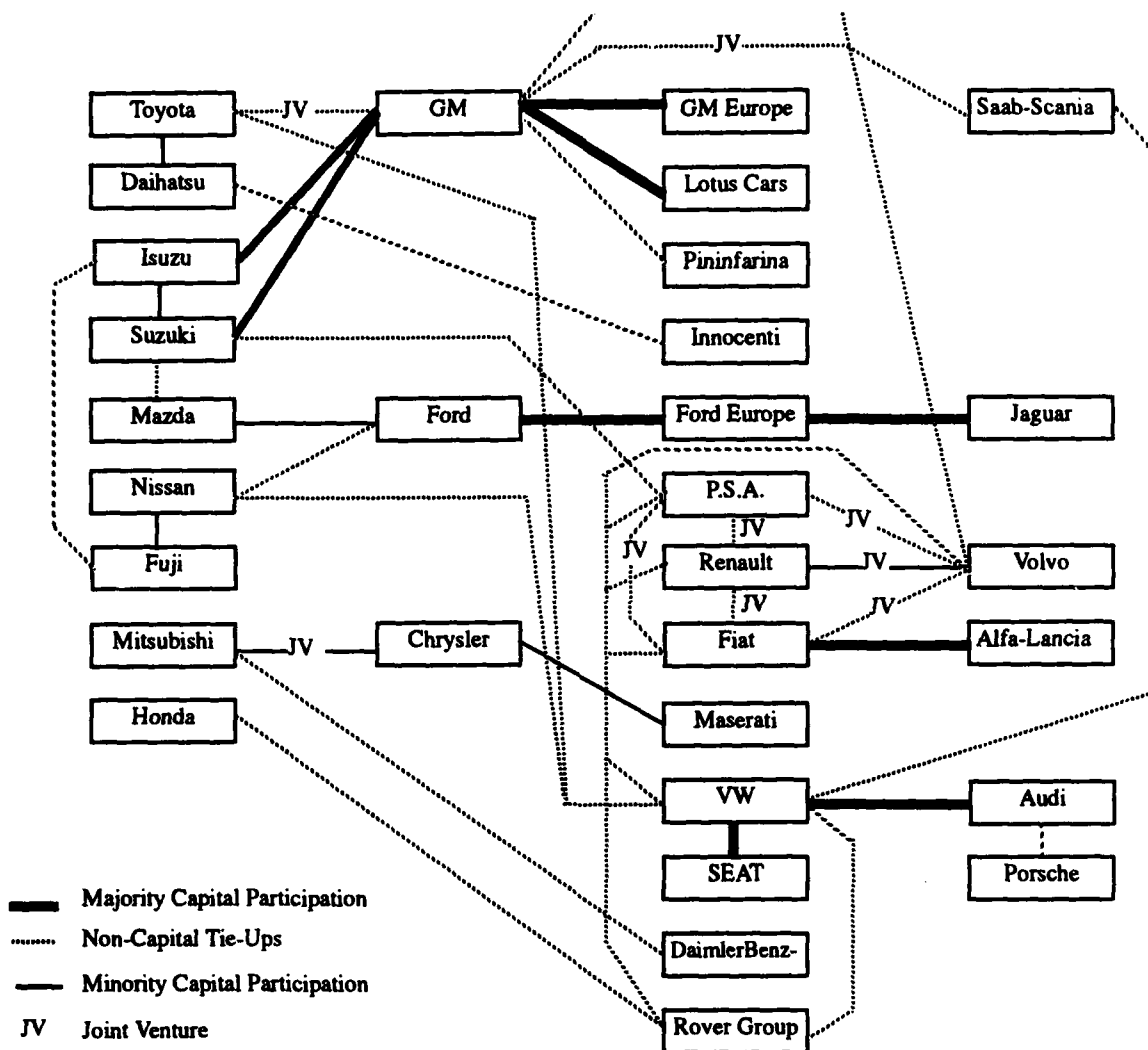 JV
Toyota
JV
GM
GM Europe
Saab-Scania
Daihatsu
Lotus Cars
Isuzu
Pininfarina
Suzuki
Innocenti
Mazda
Ford
Ford Europe
Jaguar
Nissan
P.S.A.
JV
JV
JV
Fuji
Renault
JV
Volvo
JV
JV
Mitsubishi
JV
Chrysler
Fiat
Alfa-Lancia
Honda
Maserati
VW
Audi
SEAT
Porsche
Majority Capital Participation
Non-Capital Tie-Ups
DaimlerBenz-
Minority Capital Participation
JV Joint Venture
Rover Group